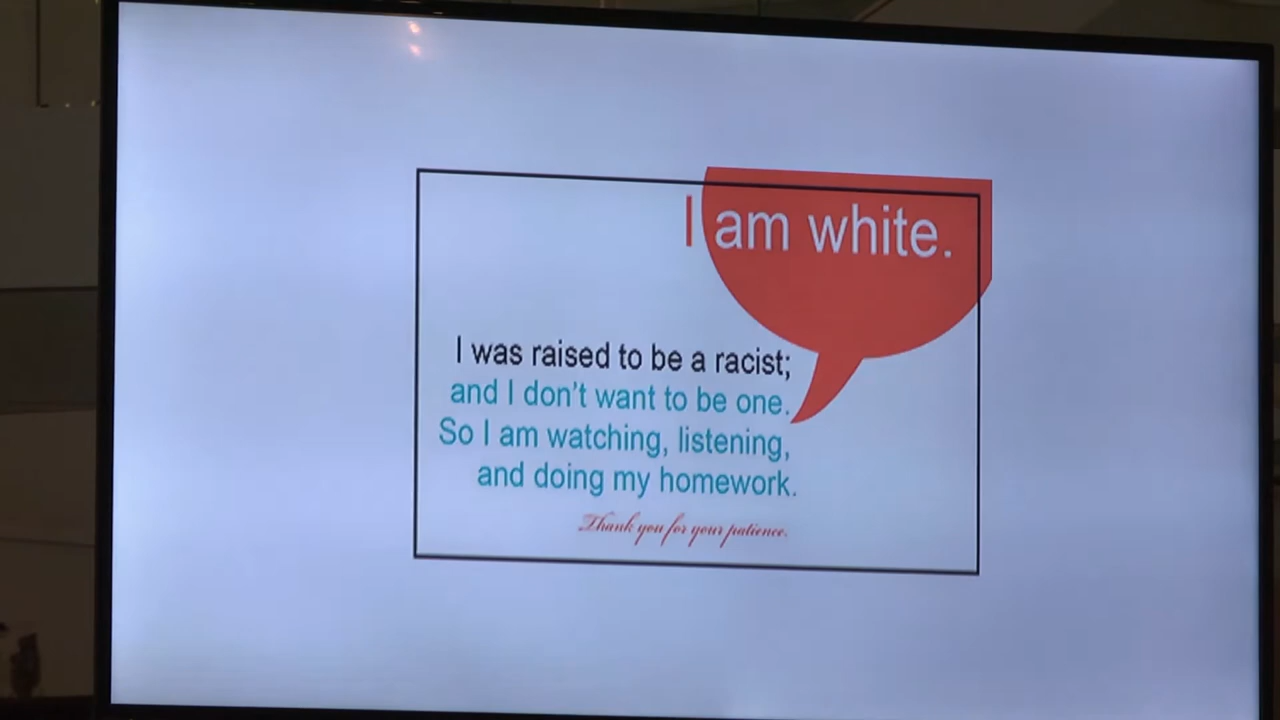 I am white.
I was raised to be a racist;
and I don't want to be one.
So I am watching, listening,
and doing my homework.
Thank you for your patience.